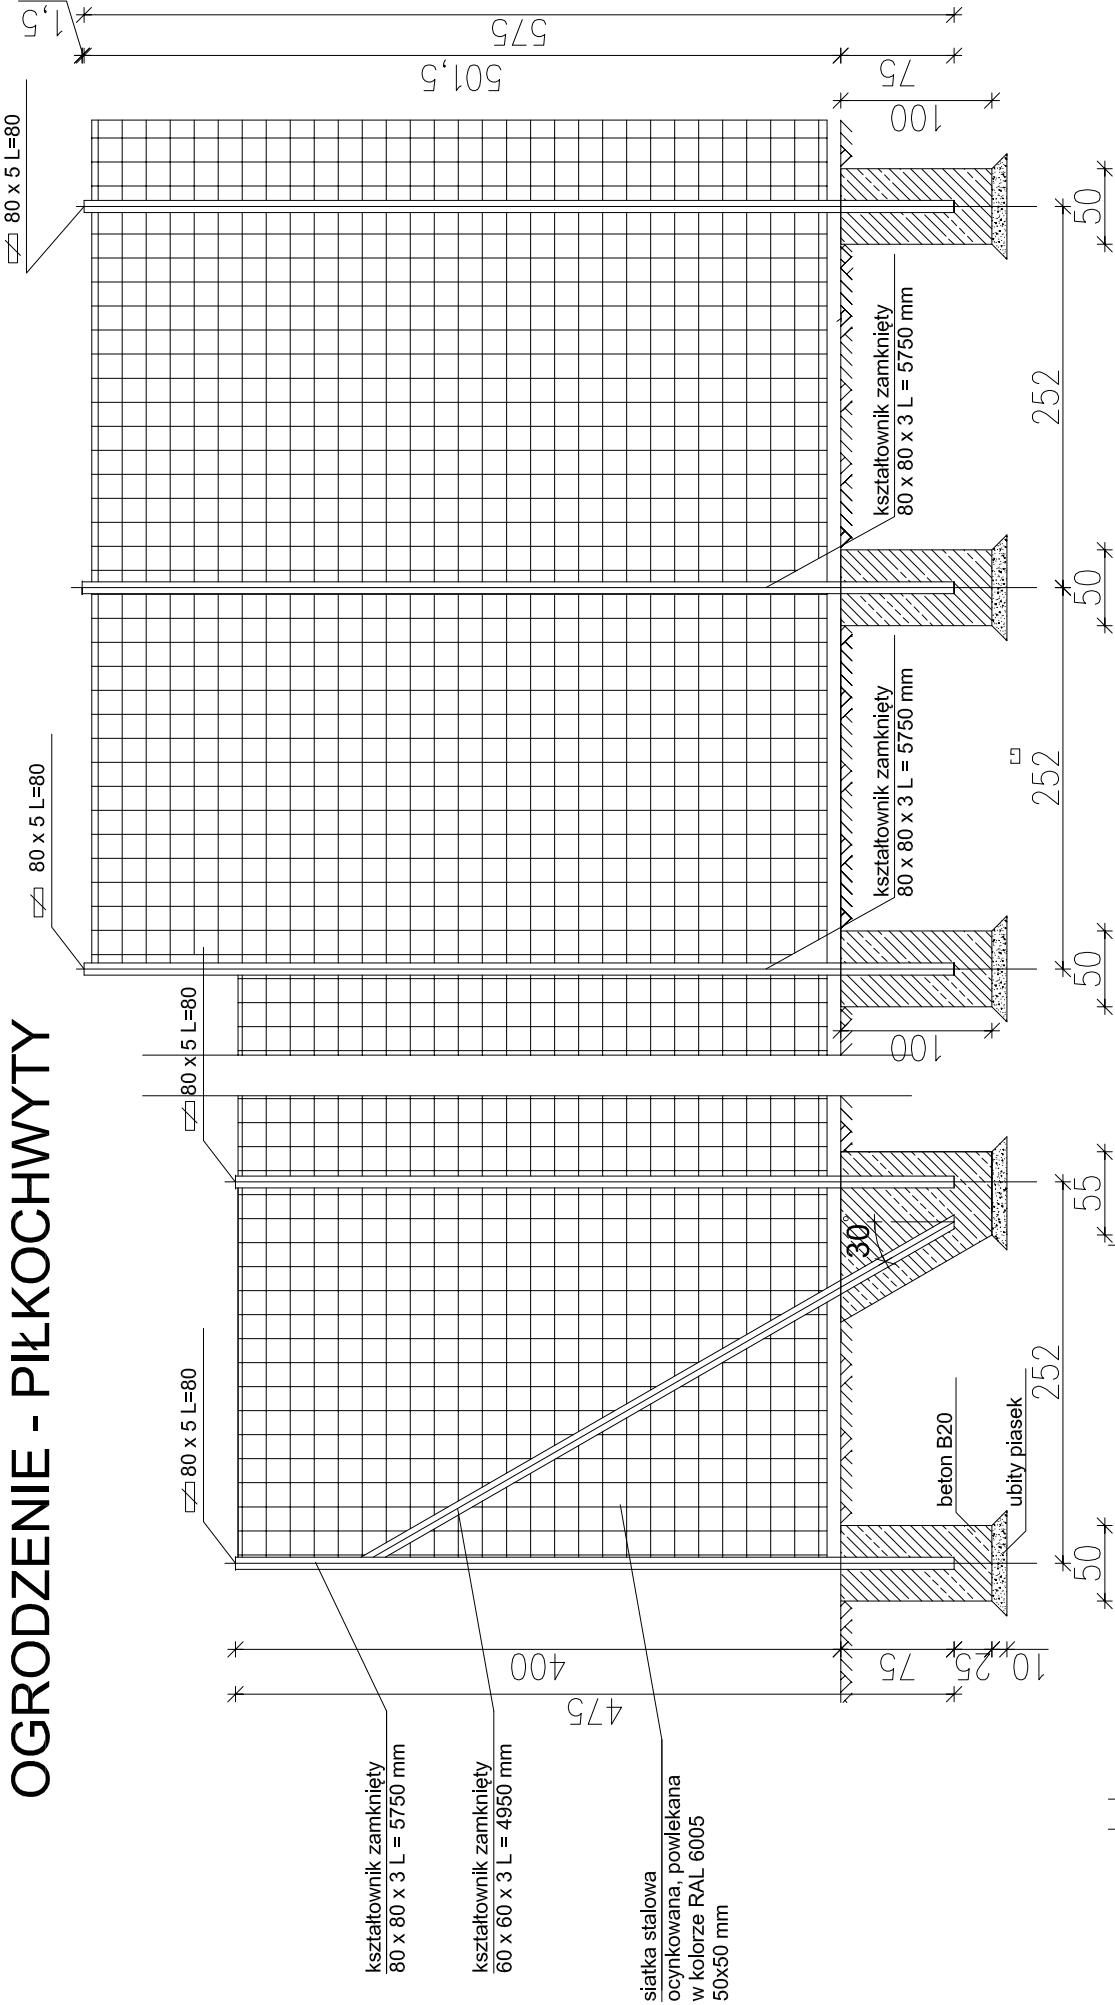 OGRODZENIE - PIŁKOCHWYTY
80 x 5 L=80
80 x 5 L=80
80 x 5 L=80
80 x 5 L=80
1,5
575
501,5
75
100
kształtownik zamknięty
80 x 80 x 3 L = 5750 mm
kształtownik zamknięty
60 x 60 x 3 L = 4950 mm
siatka stalowa
ocynkowana, powlekana
w kolorze RAL 6005
50x50 mm
400
475
75
25
10
30°
beton B20
ubity piasek
100
kształtownik zamknięty
80 x 80 x 3 L = 5750 mm
kształtownik zamknięty
80 x 80 x 3 L = 5750 mm
252
252
252
50
55
50
50
50